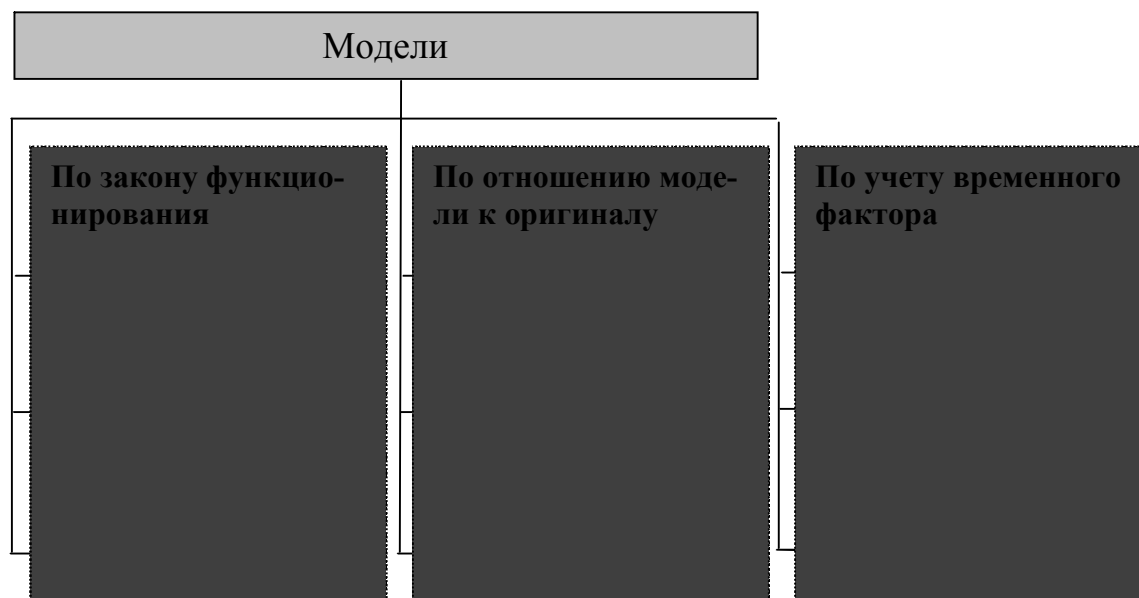 Модели
По закону функцио-
нирования
По отношению моде-
ли к оригиналу
По учету временного
фактора